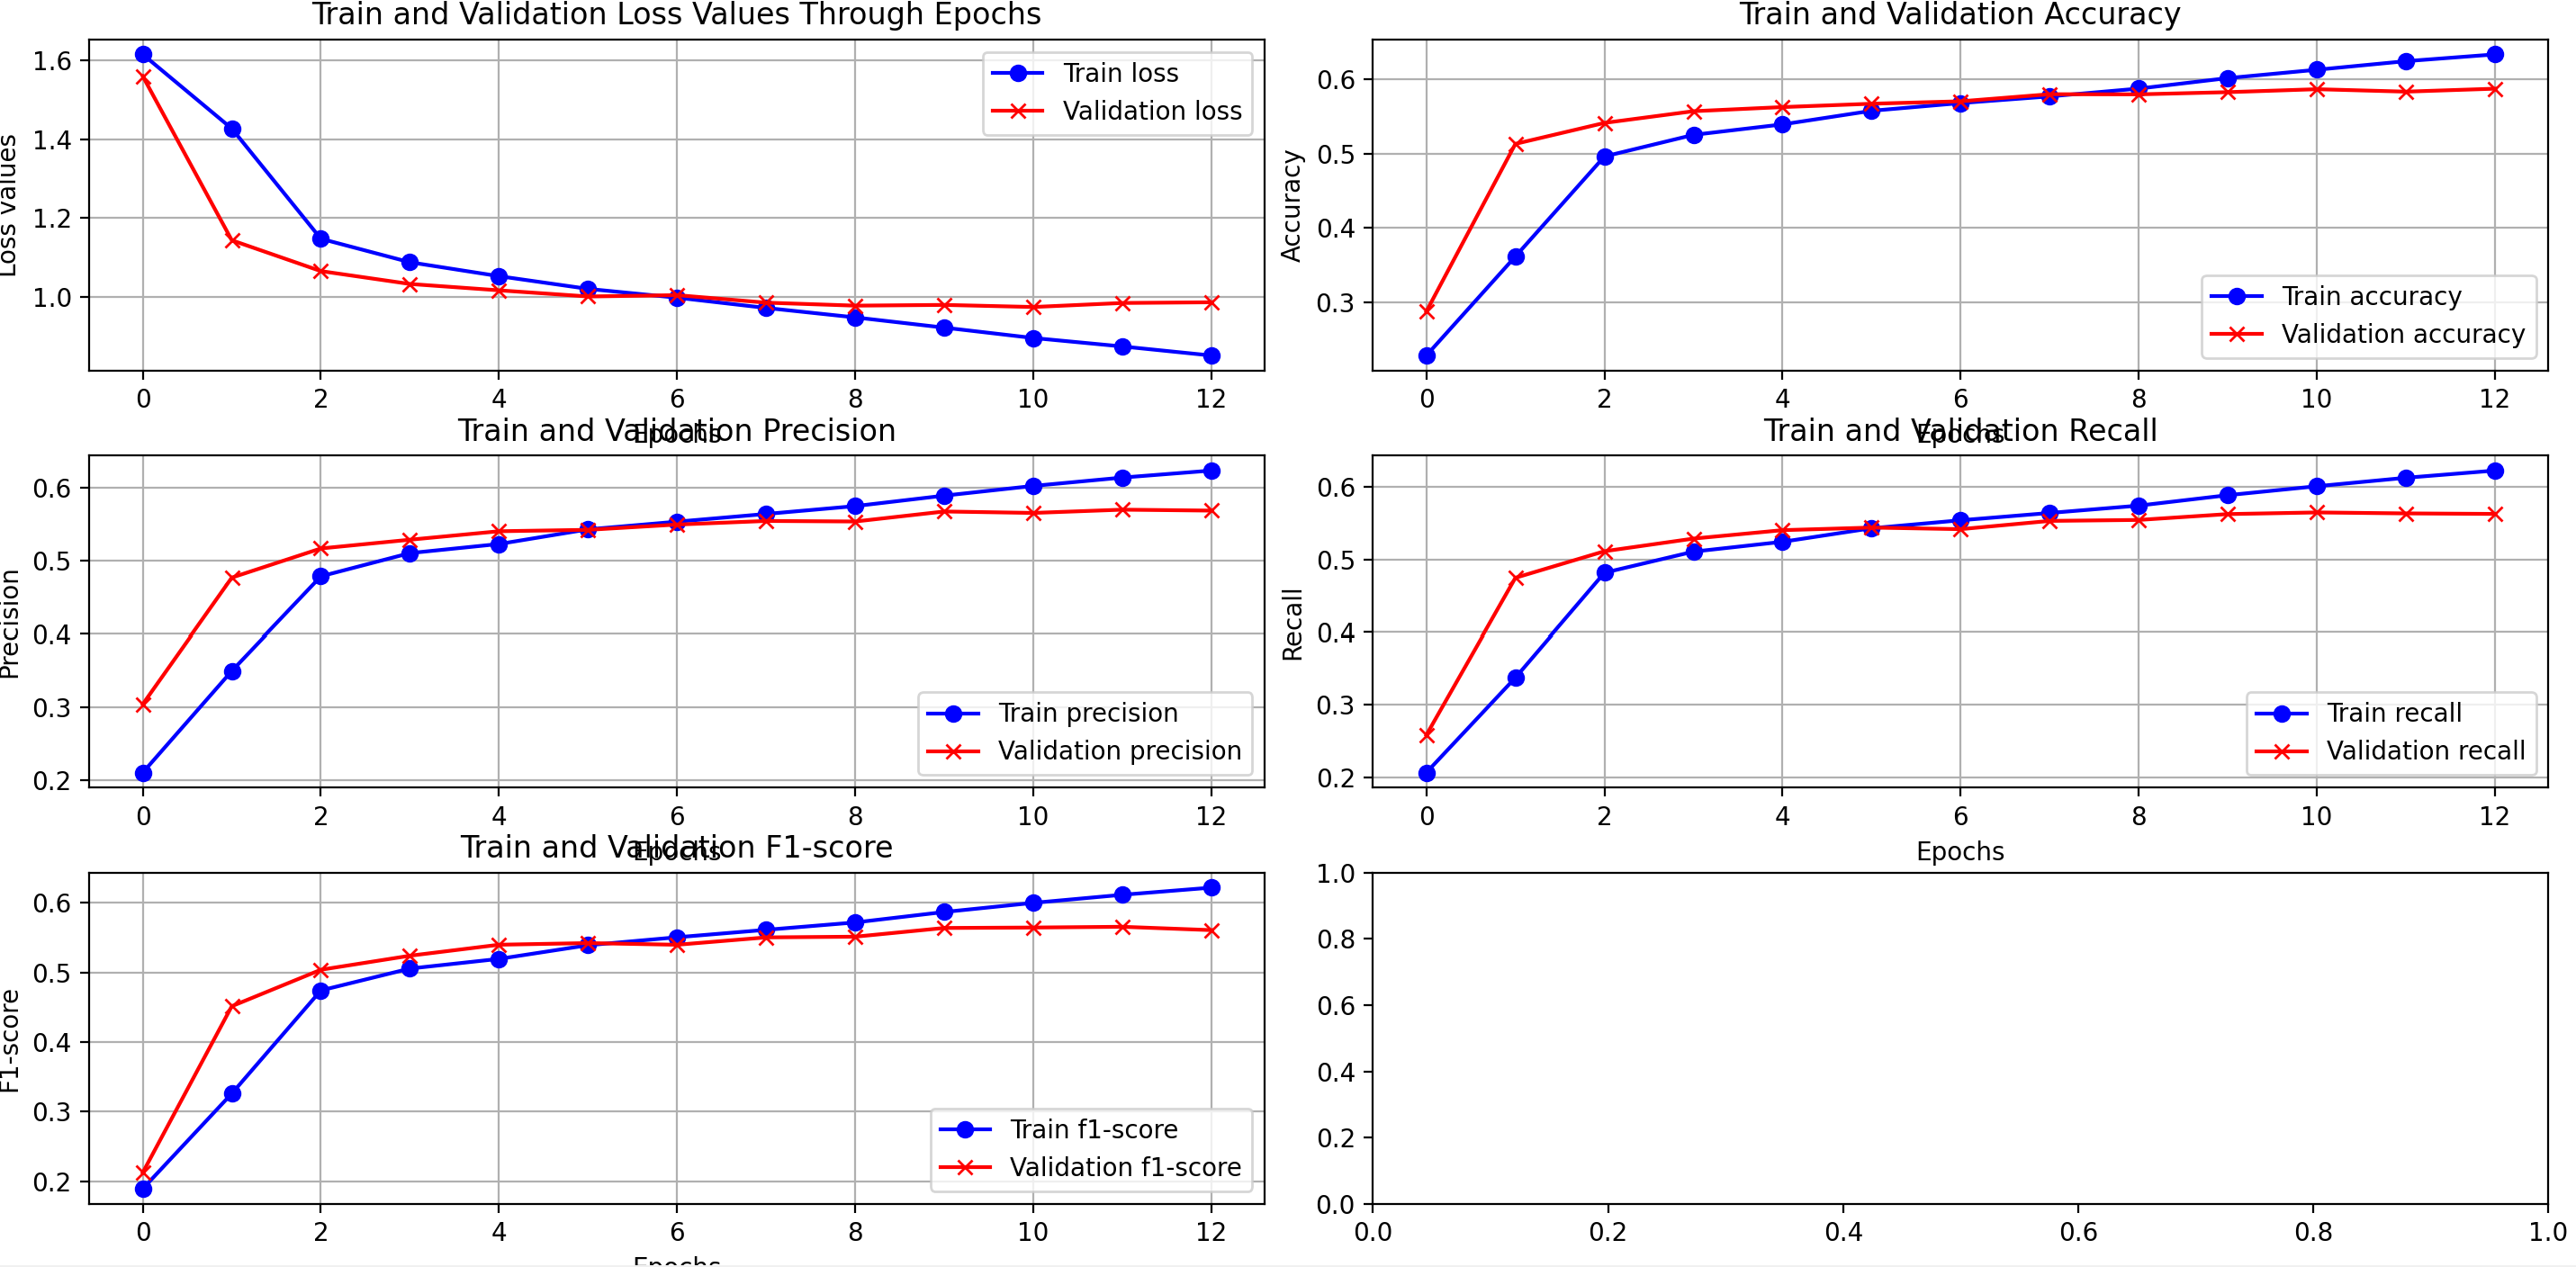 Train and Validation Loss Values Through Epochs
Loss values
1.6
1.4
1.2
1.0
Train loss
Validation loss
0 2 4 6 8 10 12
Epochs
Train and Validation Accuracy
Accuracy
0.6
0.5
0.4
0.3
Train accuracy
Validation accuracy
0 2 4 6 8 10 12
Epochs
Train and Validation Precision
Precision
0.6
0.5
0.4
0.3
0.2
Train precision
Validation precision
0 2 4 6 8 10 12
Epochs
Train and Validation Recall
Recall
0.6
0.5
0.4
0.3
0.2
Train recall
Validation recall
0 2 4 6 8 10 12
Epochs
Train and Validation F1-score
F1-score
0.6
0.5
0.4
0.3
0.2
Train f1-score
Validation f1-score
0 2 4 6 8 10 12
Epochs
1.0
0.8
0.6
0.4
0.2
0.0
0.0 0.2 0.4 0.6 0.8 1.0